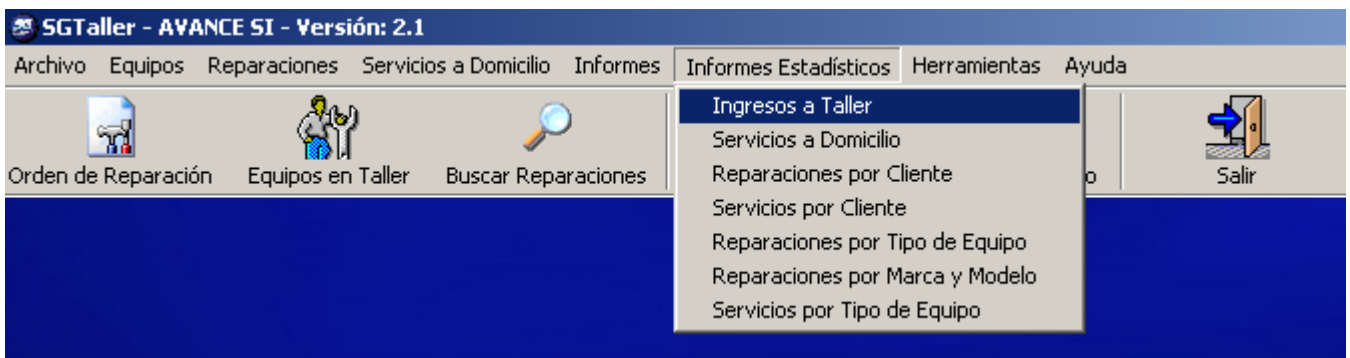 SGTaller - AVANCE SI - Versión: 2.1
Archivo Equipos Reparaciones Servicios a Domicilio Informes Informes Estadísticos Herramientas Ayuda
Ingresos a Taller
Servicios a Domicilio
Reparaciones por Cliente
Servicios por Cliente
Reparaciones por Tipo de Equipo
Reparaciones por Marca y Modelo
Servicios por Tipo de Equipo
Orden de Reparación Equipos en Taller Buscar Reparaciones Salir